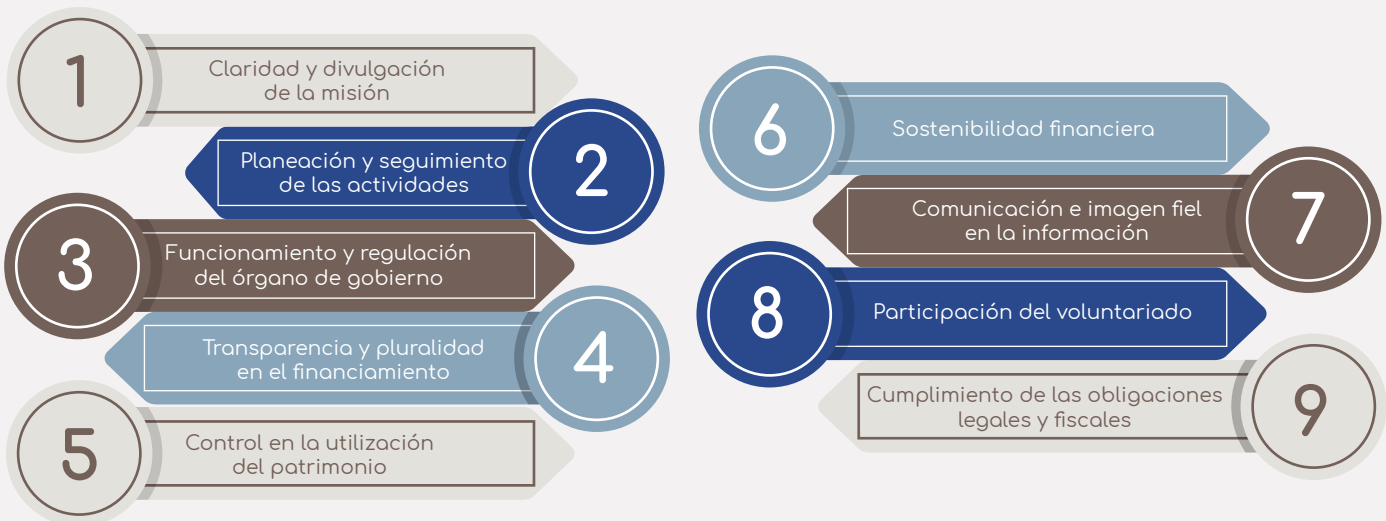 1
Claridad y divulgación
de la misión
2
Planeación y seguimiento
de las actividades
3
Funcionamiento y regulación
del órgano de gobierno
4
Transparencia y pluralidad
en el financiamiento
5
Control en la utilización
del patrimonio
6
Sostenibilidad financiera
7
Comunicación e imagen fiel
en la información
8
Participación del voluntariado
9
Cumplimiento de las obligaciones
legales y fiscales